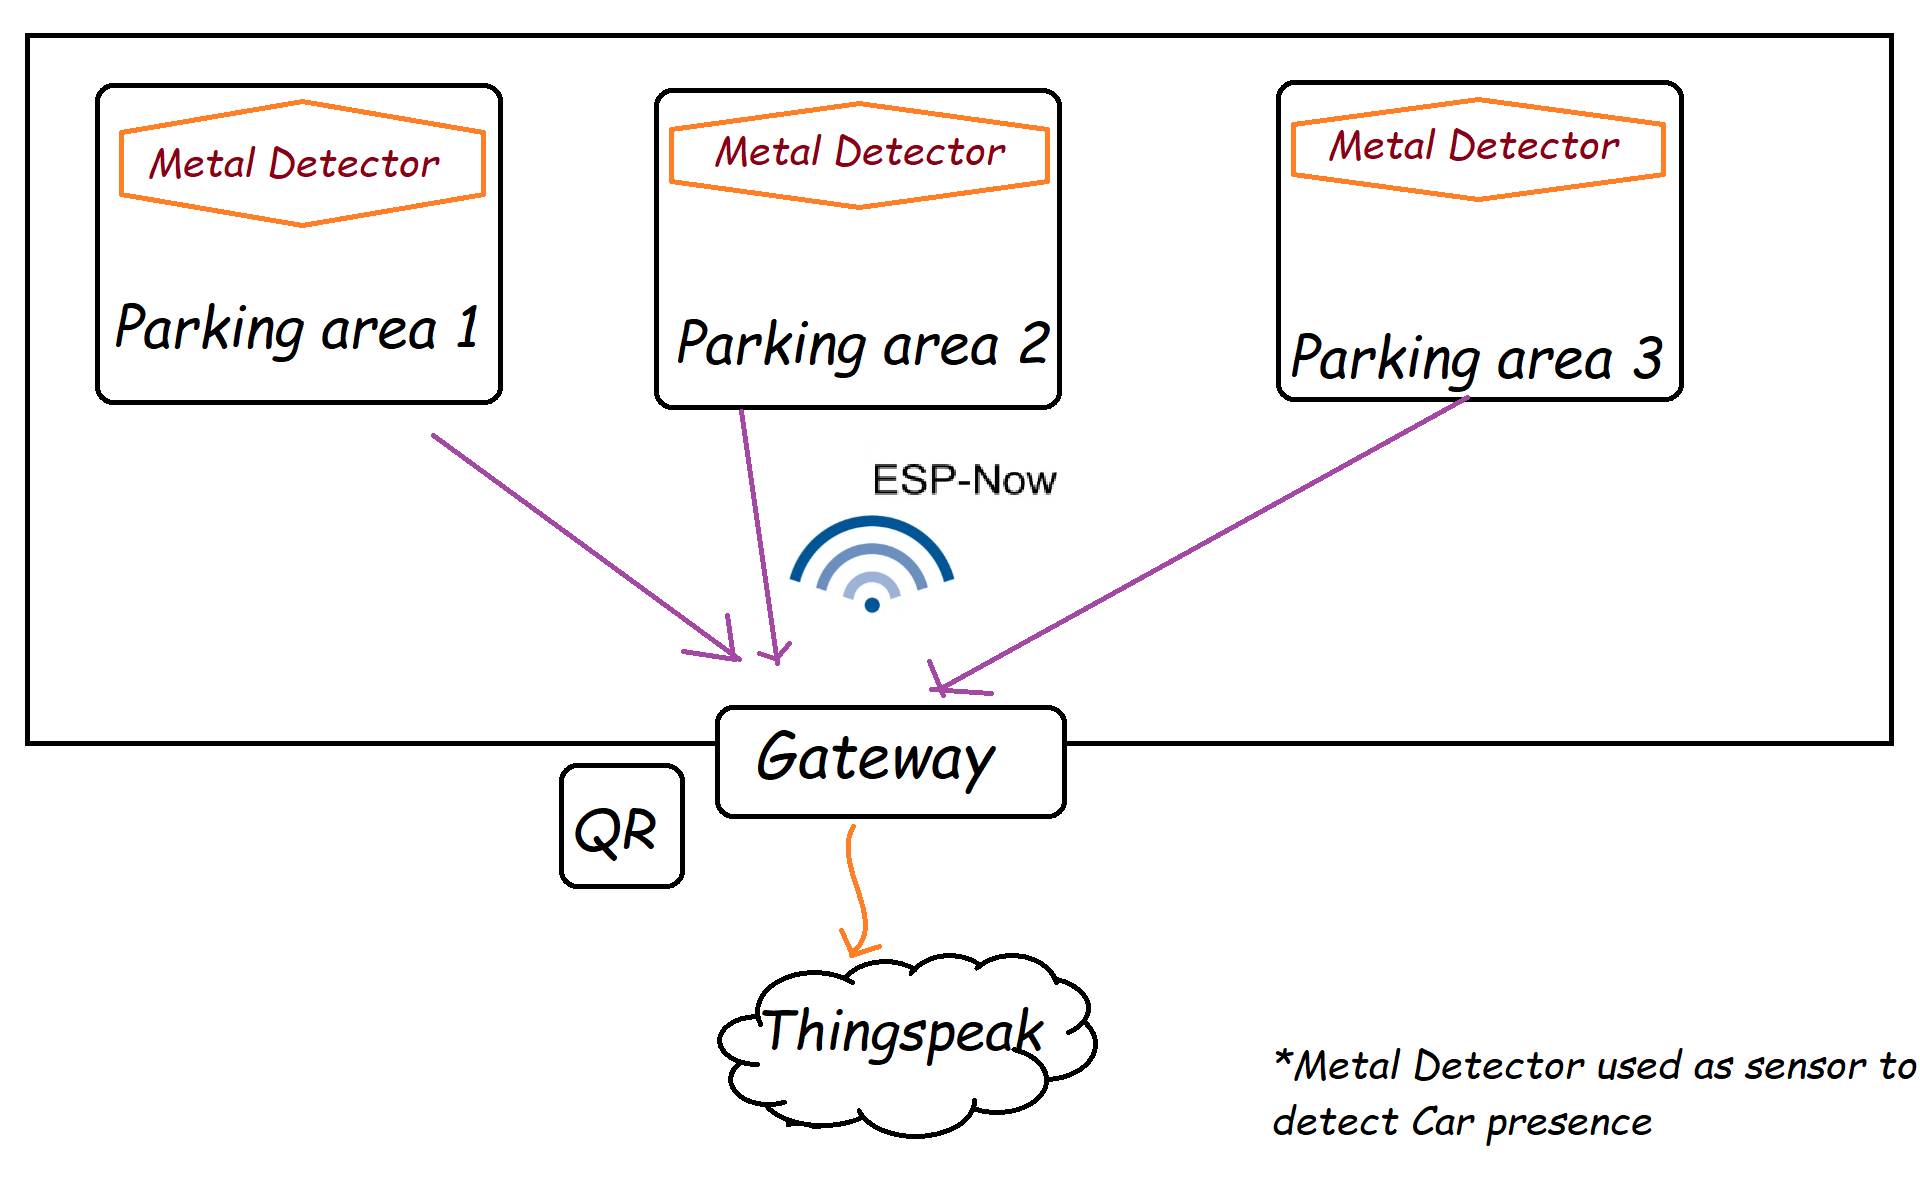 Metal Detector
Metal Detector
Metal Detector
Parking area 1
Parking area 2
Parking area 3
ESP-Now
Gateway
QR
Thingspeak
*Metal Detector used as sensor to
detect Car presence